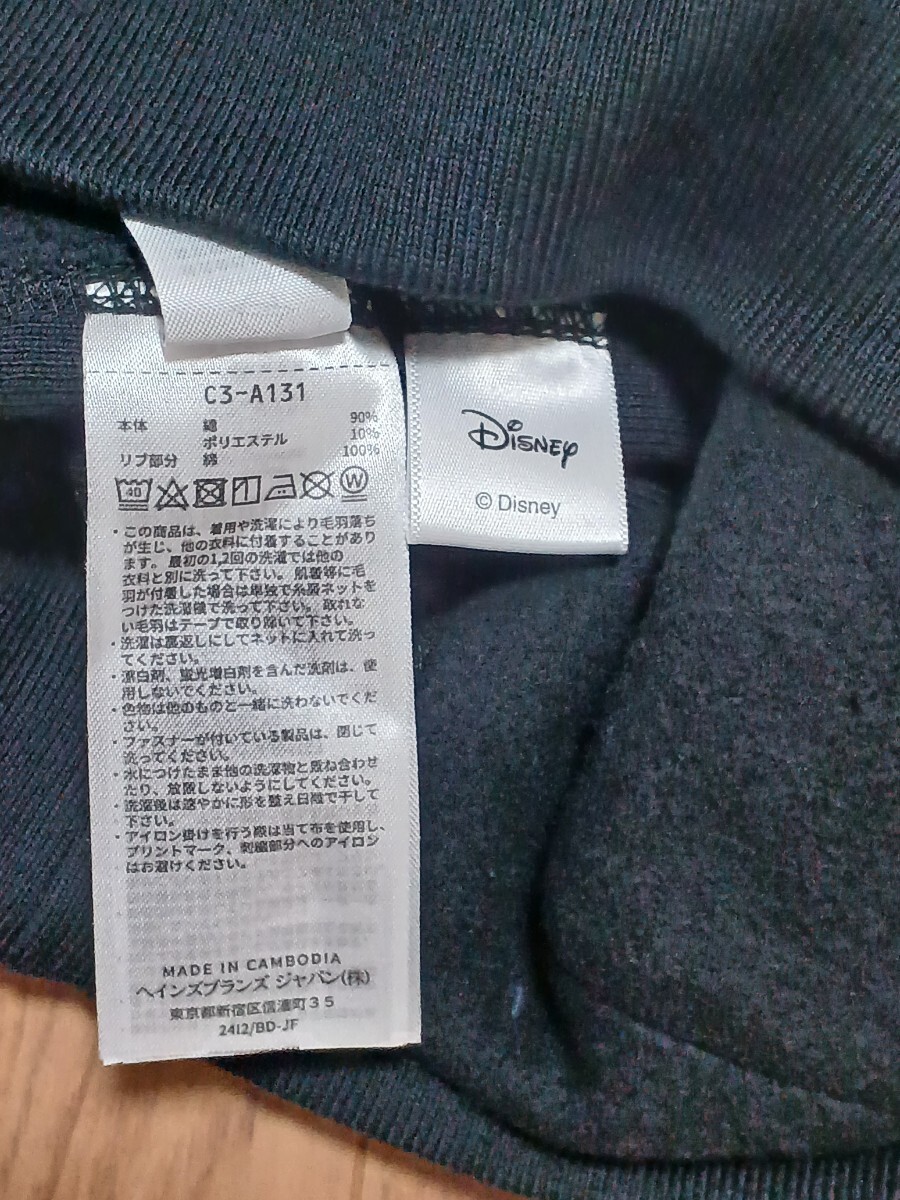 C3-A131
本体 綿 90%
ポリエステル 10%
リブ部分 綿 100%
40 W
・この商品は、着用や洗濯により毛羽落ち
が生じ、他の衣料に付着することがあり
ます。最初の1,2回の洗濯では他の
衣料と別に洗って下さい。肌着等に毛
羽が付着した場合は単独で糸屑ネットを
つけた洗濯機で洗って下さい。取れな
い毛羽はテープで取り除いて下さい。
・洗濯は裏返しにしてネットに入れて洗っ
てください。
・漂白剤、蛍光増白剤を含んだ洗剤は、使
用しないでください。
・色物は他のものと一緒に洗わないでくだ
さい。
・ファスナーが付いている製品は、閉じて
洗ってください。
・水につけたまま他の洗濯物と重ね合わせ
たり、放置しないようにしてください。
・洗濯後は速やかに形を整え日陰で干して
下さい。
・アイロン掛けを行う際は当て布を使用し、
プリントマーク、刺繍部分へのアイロン
はお避けください。
MADE IN CAMBODIA
ヘインズブランズ ジャパン(株)
東京都新宿区信濃町35
2412/BD-JF
Disney
© Disney